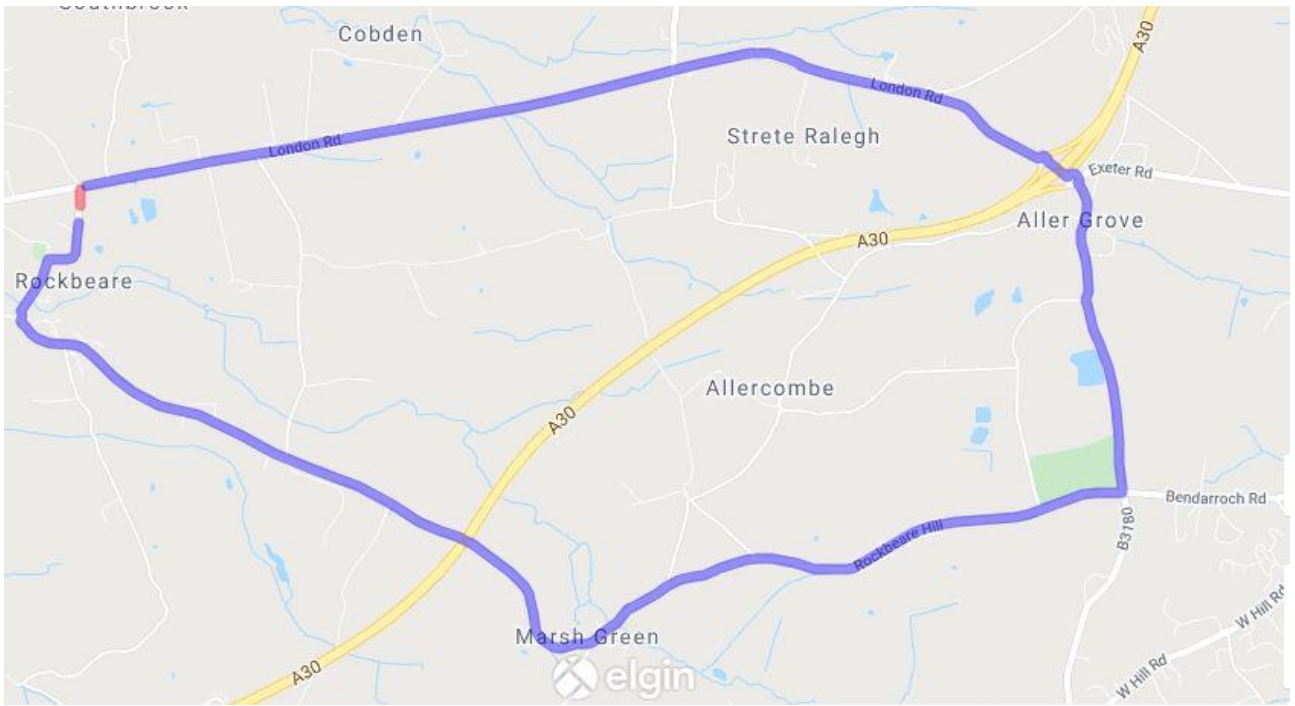 Southbrook
Cobden
A30
London Rd
Strete Ralegh
London Rd
Exeter Rd
Aller Grove
A30
Rockbeare
Allercombe
A30
Bendarroch Rd
B3180
Rockbeare Hill
W Hill Rd
Marsh Green
W Hill Rd
A30
elgin